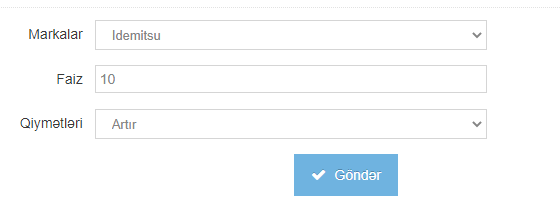 Markalar Idemitsu
Faiz 10
Qiymətləri Artır
Göndər